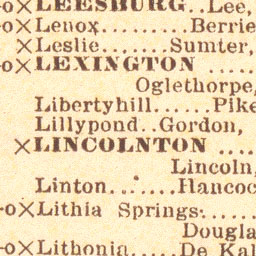 -o×LEESBURG..Lee,
-o×Lenox.........Berrie
×Leslie.......Sumter,
-o×LEXINGTON .....
Oglethorpe,
Libertyhill......Pike
Lillypond..Gordon,
×LINCOLNTON ....
Lincoln,
Linton.......Hancoc
-o×Lithia Springs.....
Dougla
-o×Lithonia.....De Kal